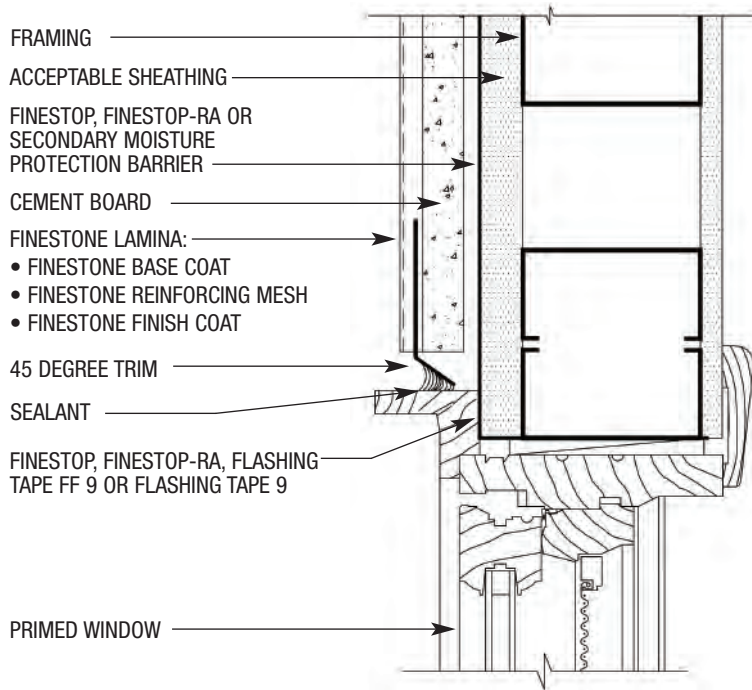 FRAMING
ACCEPTABLE SHEATHING
FINESTOP, FINESTOP-RA OR
SECONDARY MOISTURE
PROTECTION BARRIER
CEMENT BOARD
FINESTONE LAMINA:
• FINESTONE BASE COAT
• FINESTONE REINFORCING MESH
• FINESTONE FINISH COAT
45 DEGREE TRIM
SEALANT
FINESTOP, FINESTOP-RA, FLASHING
TAPE FF 9 OR FLASHING TAPE 9
PRIMED WINDOW